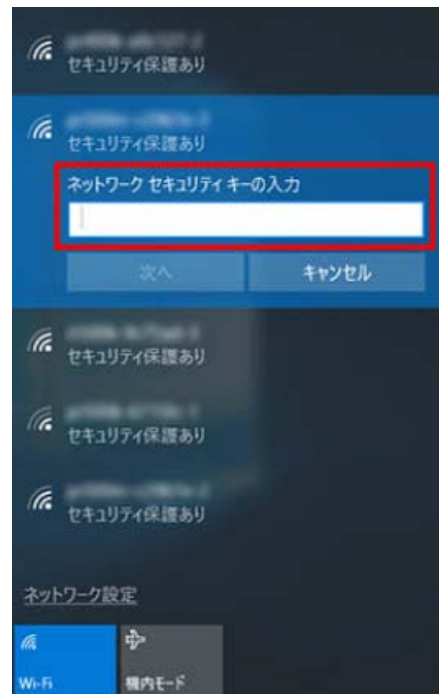 セキュリティ保護あり
セキュリティ保護あり
ネットワーク セキュリティ キーの入力
次へ
キャンセル
セキュリティ保護あり
セキュリティ保護あり
セキュリティ保護あり
ネットワーク設定
Wi-Fi
機内モード